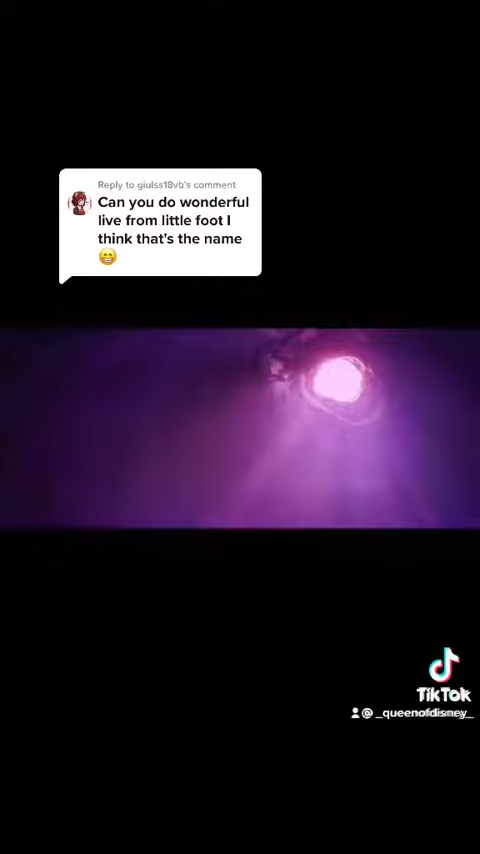 Reply to giulss18vb's comment
Can you do wonderful
live from little foot I
think that's the name
😁
TikTok
@_queenofdisney_